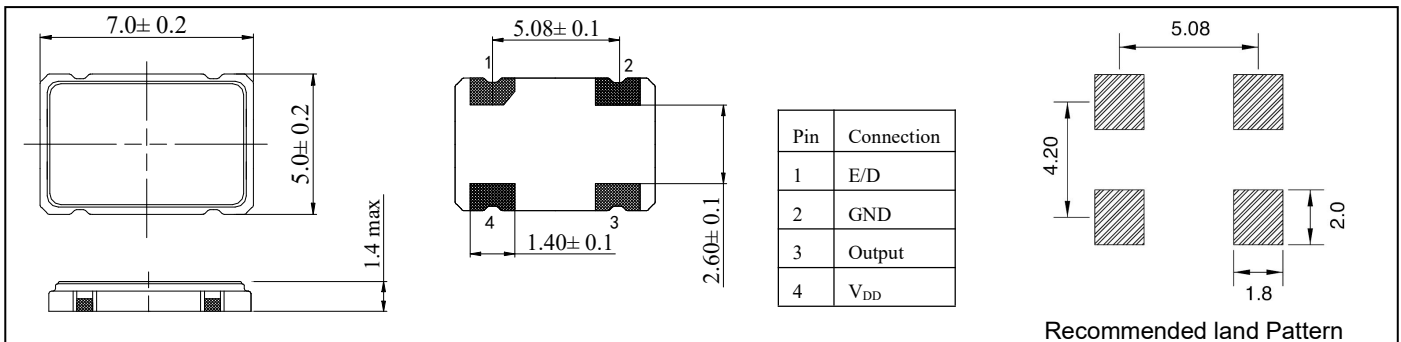 7.0± 0.2
5.0± 0.2
1.4 max
5.08± 0.1
1
2
4
3
1.40± 0.1
2.60± 0.1
Pin Connection
1 E/D
2 GND
3 Output
4 VDD
5.08
4.20
2.0
1.8
Recommended land Pattern